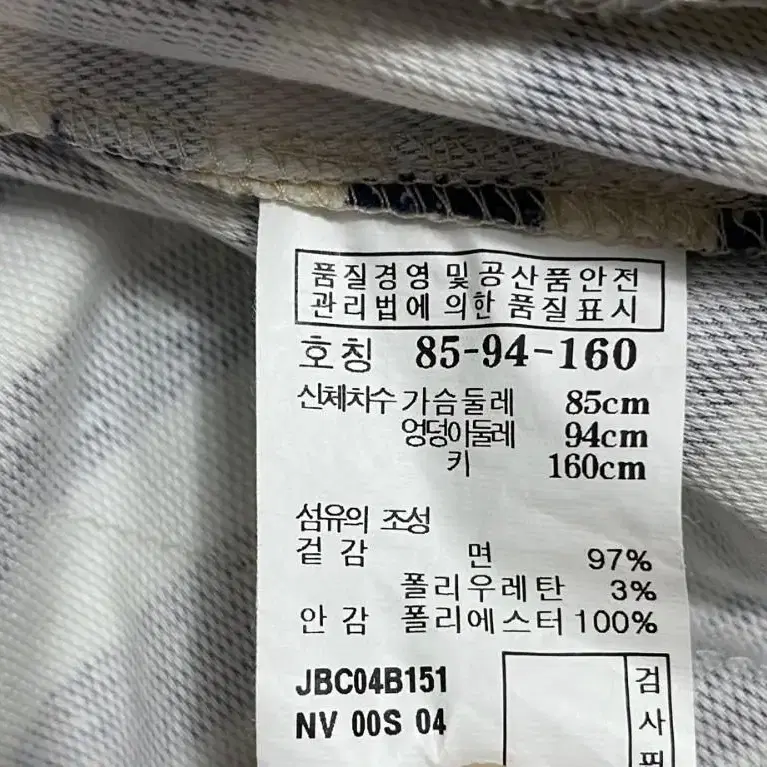 품질경영 및 공산품안전
관리법에 의한 품질표시
호칭 85-94-160
신체치수 가슴둘레 85cm
엉덩이둘레 94cm
키 160cm
섬유의 조성
겉감 면 97%
폴리우레탄 3%
안감 폴리에스터 100%
JBC04B151
NV 00S 04
검
사
필